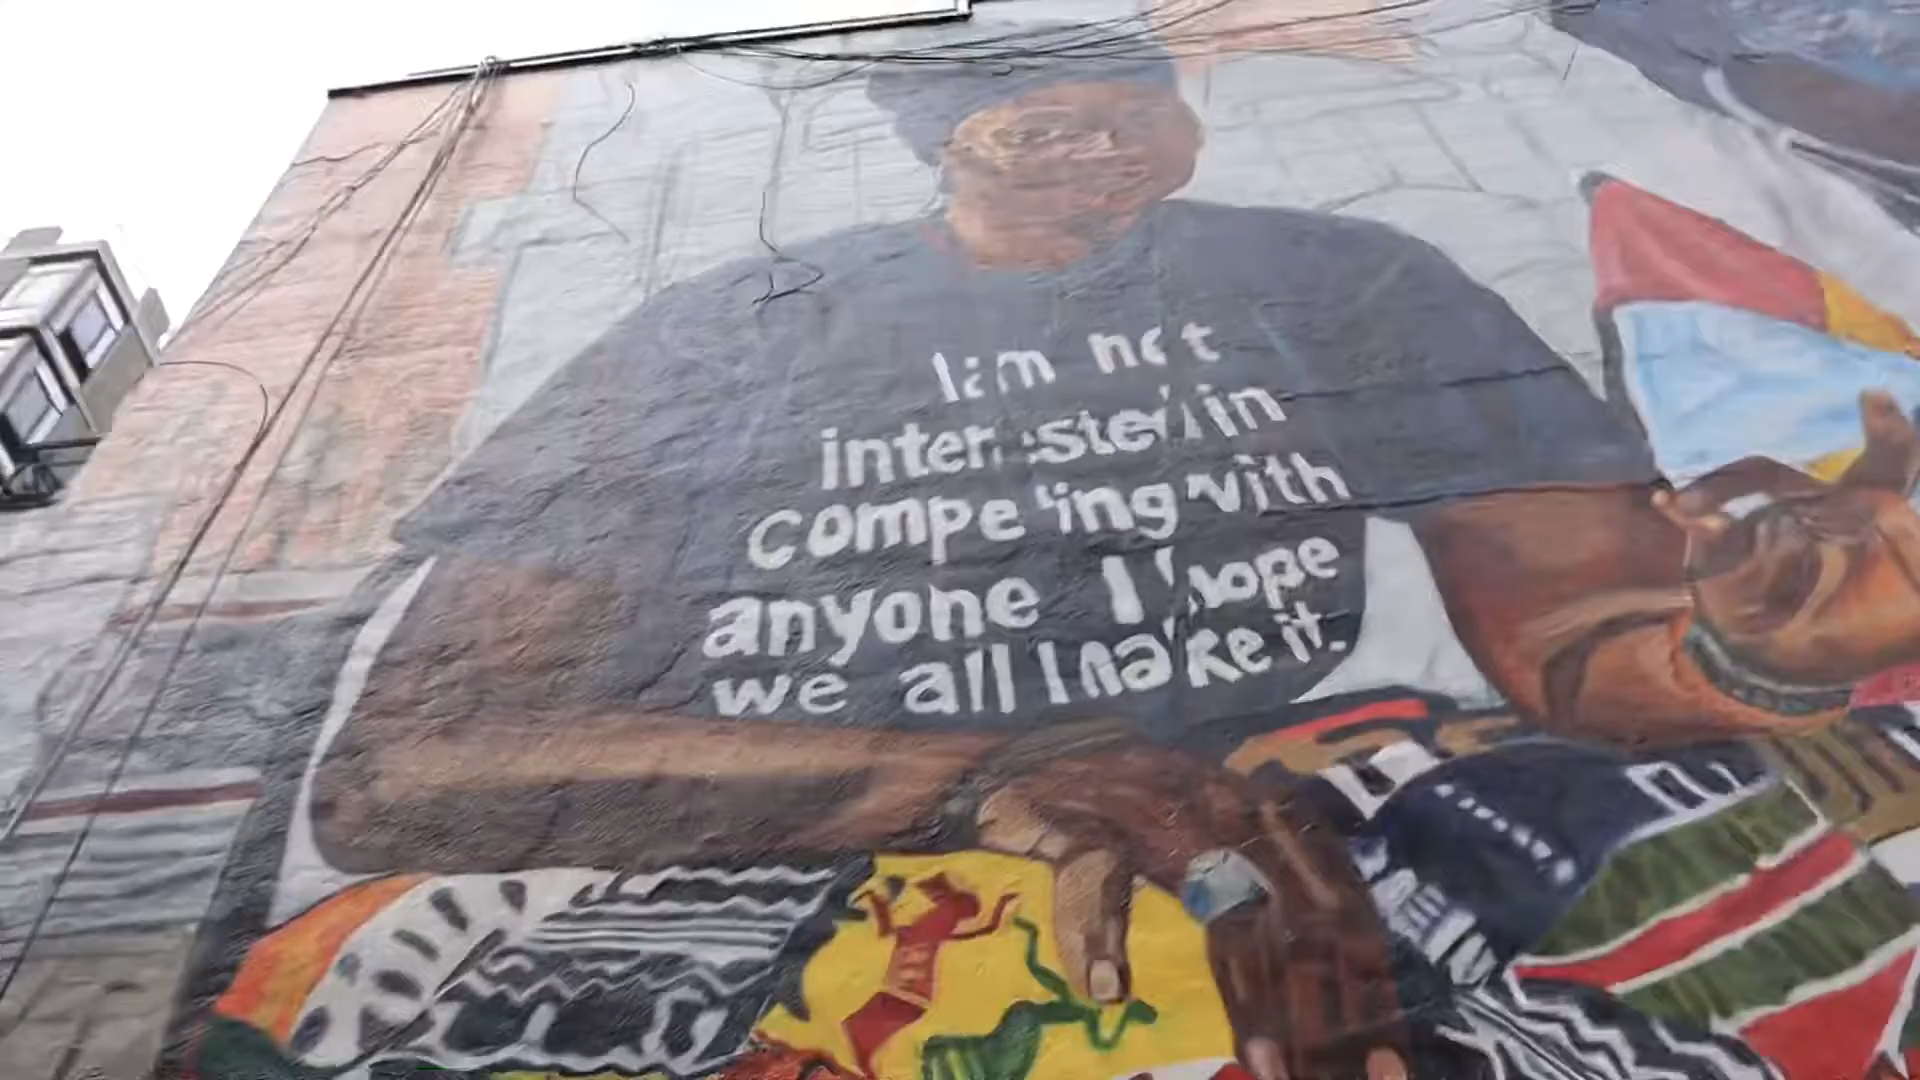 I am not
interested in
competing with
anyone I hope
we all make it.